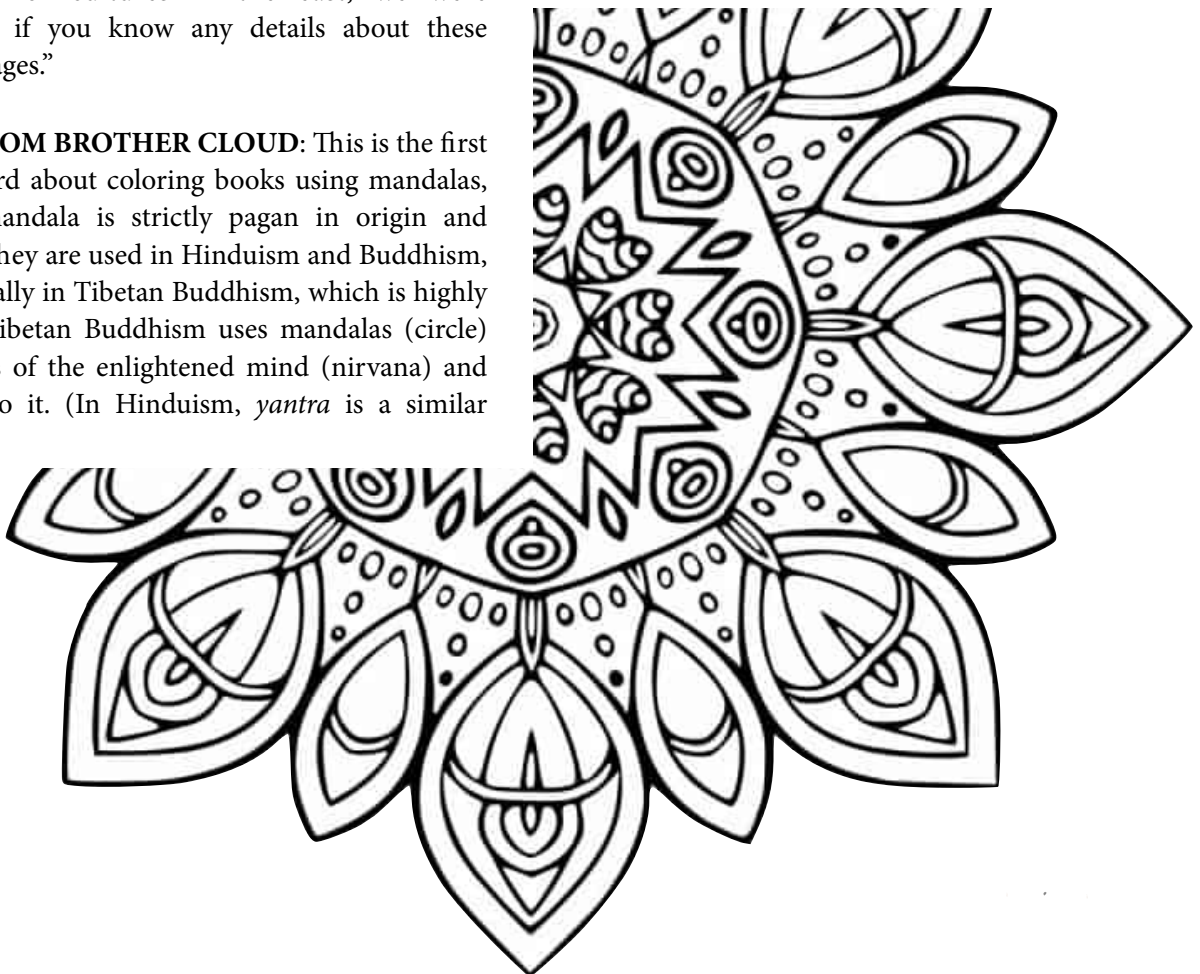 if you know any details about these
ages.”
OM BROTHER CLOUD: This is the first
rd about coloring books using mandalas,
andala is strictly pagan in origin and
hey are used in Hinduism and Buddhism,
ally in Tibetan Buddhism, which is highly
ibetan Buddhism uses mandalas (circle)
s of the enlightened mind (nirvana) and
o it. (In Hinduism, yantra is a similar